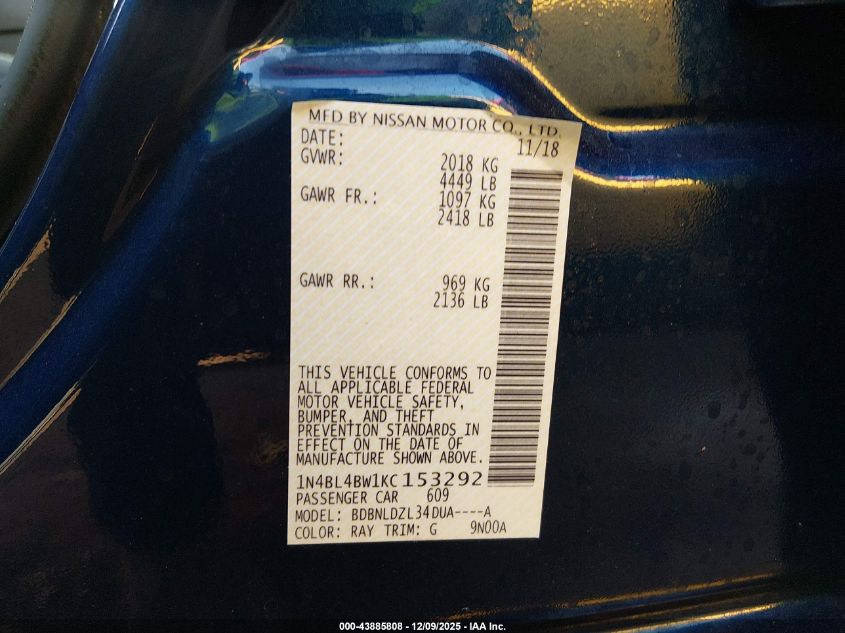 MFD BY NISSAN MOTOR CO., LTD.
DATE: 11/18
GVWR: 2018 KG
4449 LB
GAWR FR.: 1097 KG
2418 LB
GAWR RR.: 969 KG
2136 LB
THIS VEHICLE CONFORMS TO
ALL APPLICABLE FEDERAL
MOTOR VEHICLE SAFETY,
BUMPER, AND THEFT
PREVENTION STANDARDS IN
EFFECT ON THE DATE OF
MANUFACTURE SHOWN ABOVE.
1N4BL4BW1KC153292
PASSENGER CAR 609
MODEL: BDBNLDZL34DUA----A
COLOR: RAY TRIM: G 9N00A
000-43885808 - 12/09/2025 - IAA Inc.